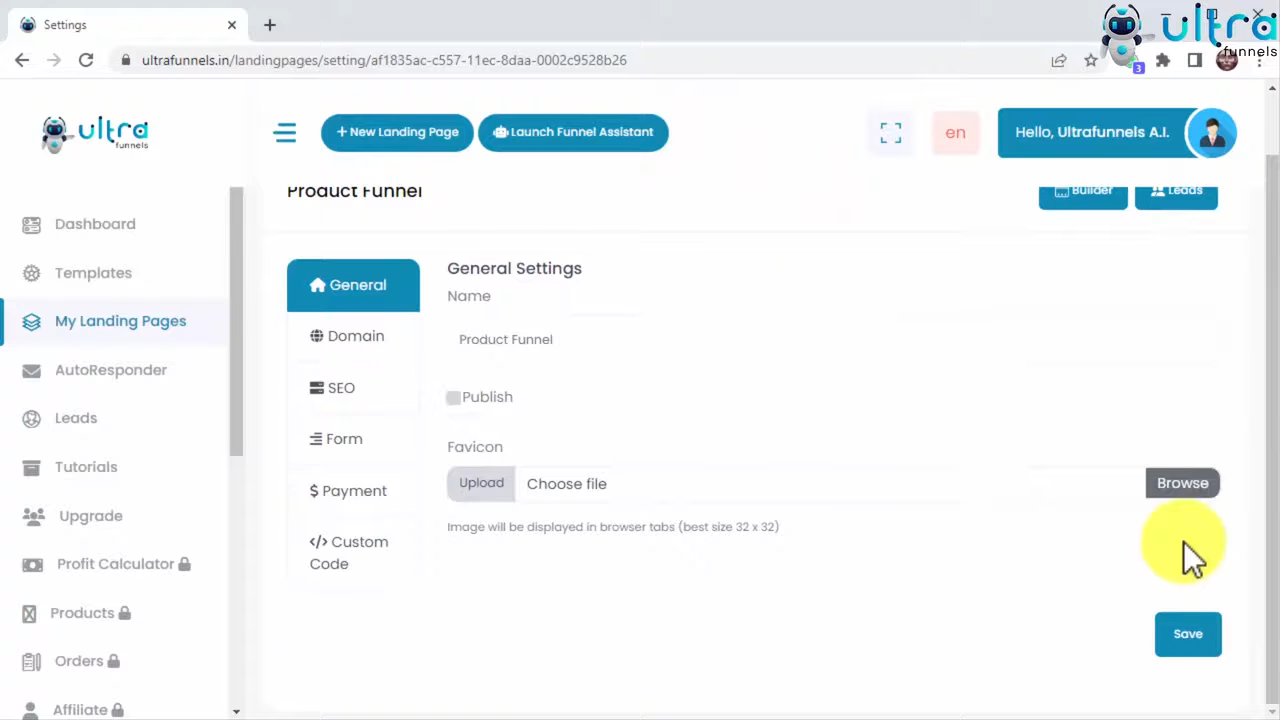 Settings
ultra
funnels
ultrafunnels.in/landingpages/setting/af1835ac-c557-11ec-8daa-0002c9528b26
3
ultra
funnels
+ New Landing Page
Launch Funnel Assistant
en
Hello, Ultrafunnels A.I.
Product Funnel
Builder
Leads
Dashboard
Templates
My Landing Pages
AutoResponder
Leads
Tutorials
Upgrade
Profit Calculator
Products
Orders
Affiliate
General
Domain
SEO
Form
$ Payment
</> Custom
Code
General Settings
Name
Product Funnel
Publish
Favicon
Upload
Choose file
Browse
Image will be displayed in browser tabs (best size 32 x 32)
Save